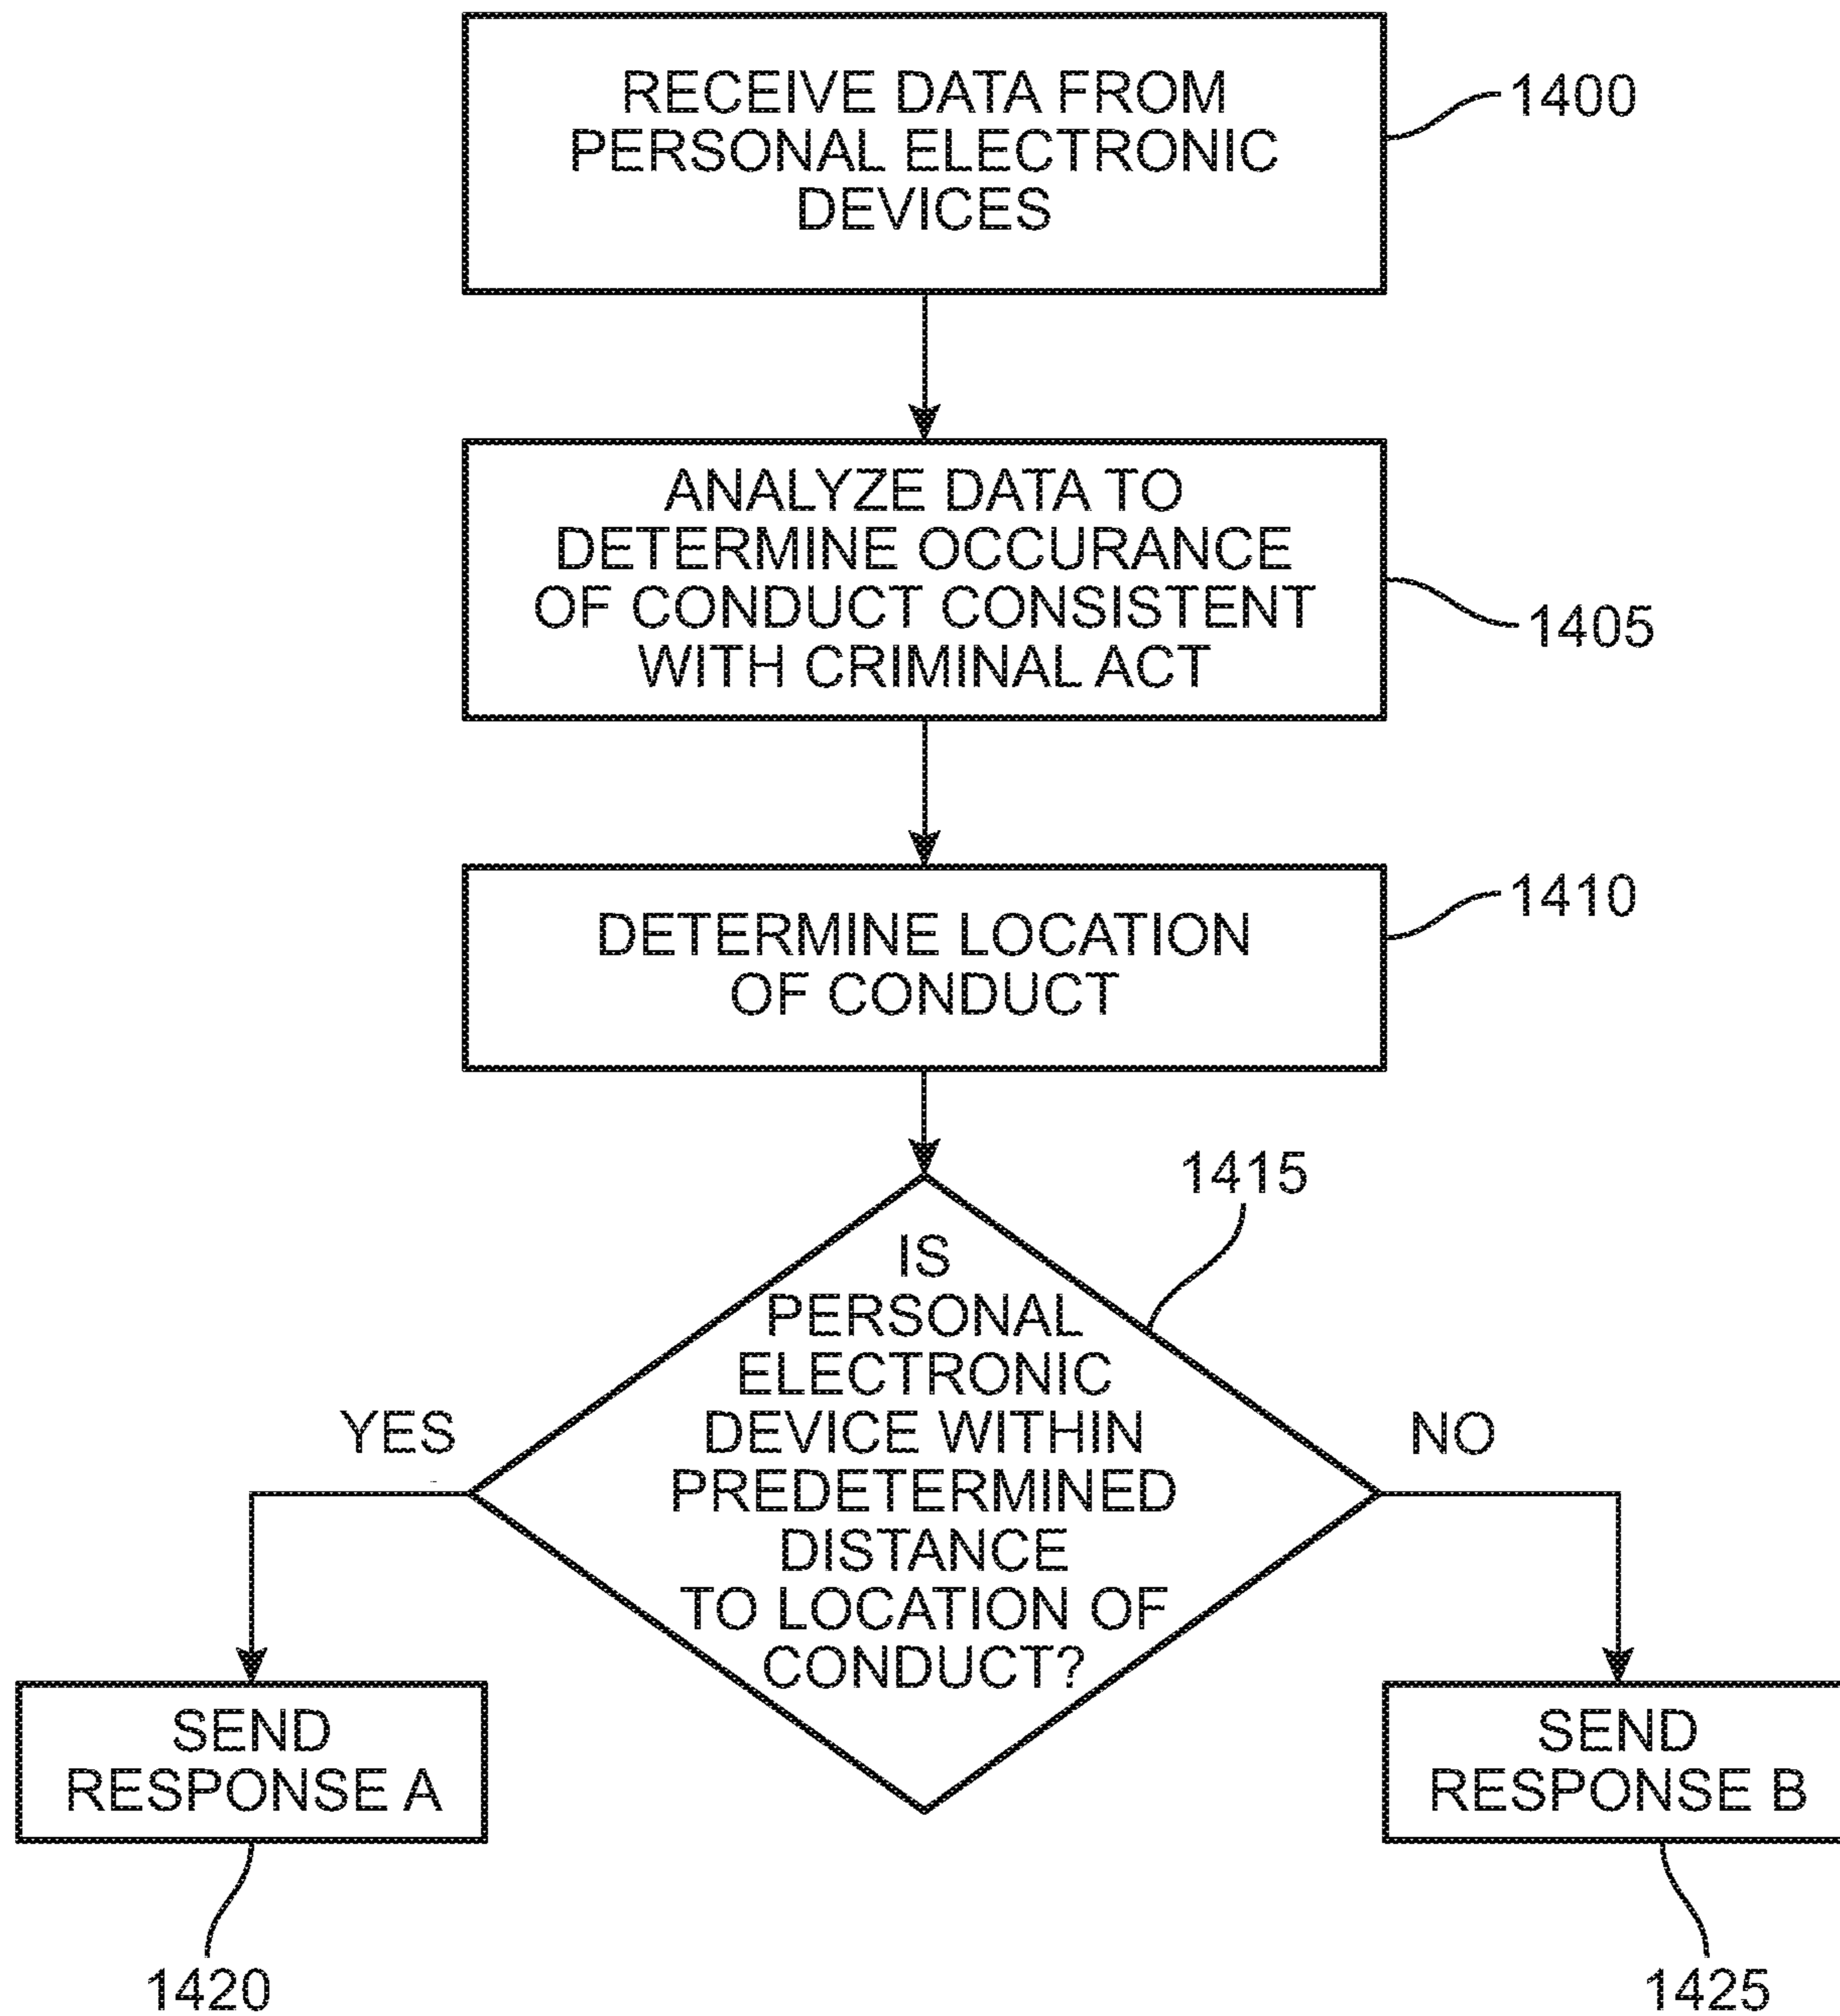 RECEIVE DATA FROM
PERSONAL ELECTRONIC
DEVICES
1400
ANALYZE DATA TO
DETERMINE OCCURANCE
OF CONDUCT CONSISTENT
WITH CRIMINAL ACT
1405
DETERMINE LOCATION
OF CONDUCT
1410
1415
IS
PERSONAL
ELECTRONIC
DEVICE WITHIN
PREDETERMINED
DISTANCE
TO LOCATION OF
CONDUCT?
YES
NO
SEND
RESPONSE A
1420
SEND
RESPONSE B
1425